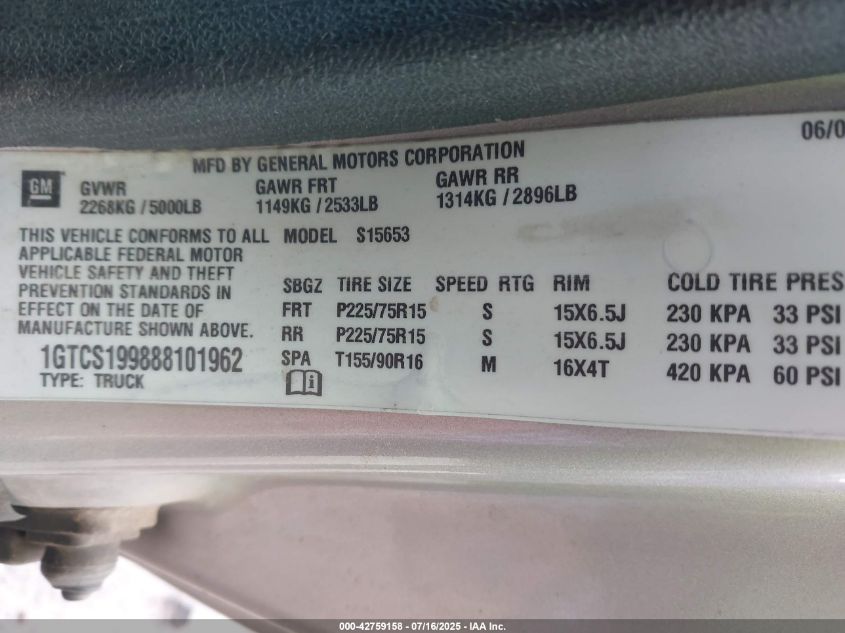 06/0
MFD BY GENERAL MOTORS CORPORATION
GM
GVWR GAWR FRT GAWR RR
2268KG / 5000LB 1149KG / 2533LB 1314KG / 2896LB
THIS VEHICLE CONFORMS TO ALL
APPLICABLE FEDERAL MOTOR
VEHICLE SAFETY AND THEFT
PREVENTION STANDARDS IN
EFFECT ON THE DATE OF
MANUFACTURE SHOWN ABOVE.
1GTCS199888101962
TYPE: TRUCK
MODEL S15653
SBGZ TIRE SIZE SPEED RTG RIM COLD TIRE PRES
FRT P225/75R15 S 15X6.5J 230 KPA 33 PSI
RR P225/75R15 S 15X6.5J 230 KPA 33 PSI
SPA T155/90R16 M 16X4T 420 KPA 60 PSI
000-42759158 - 07/16/2025 - IAA Inc.